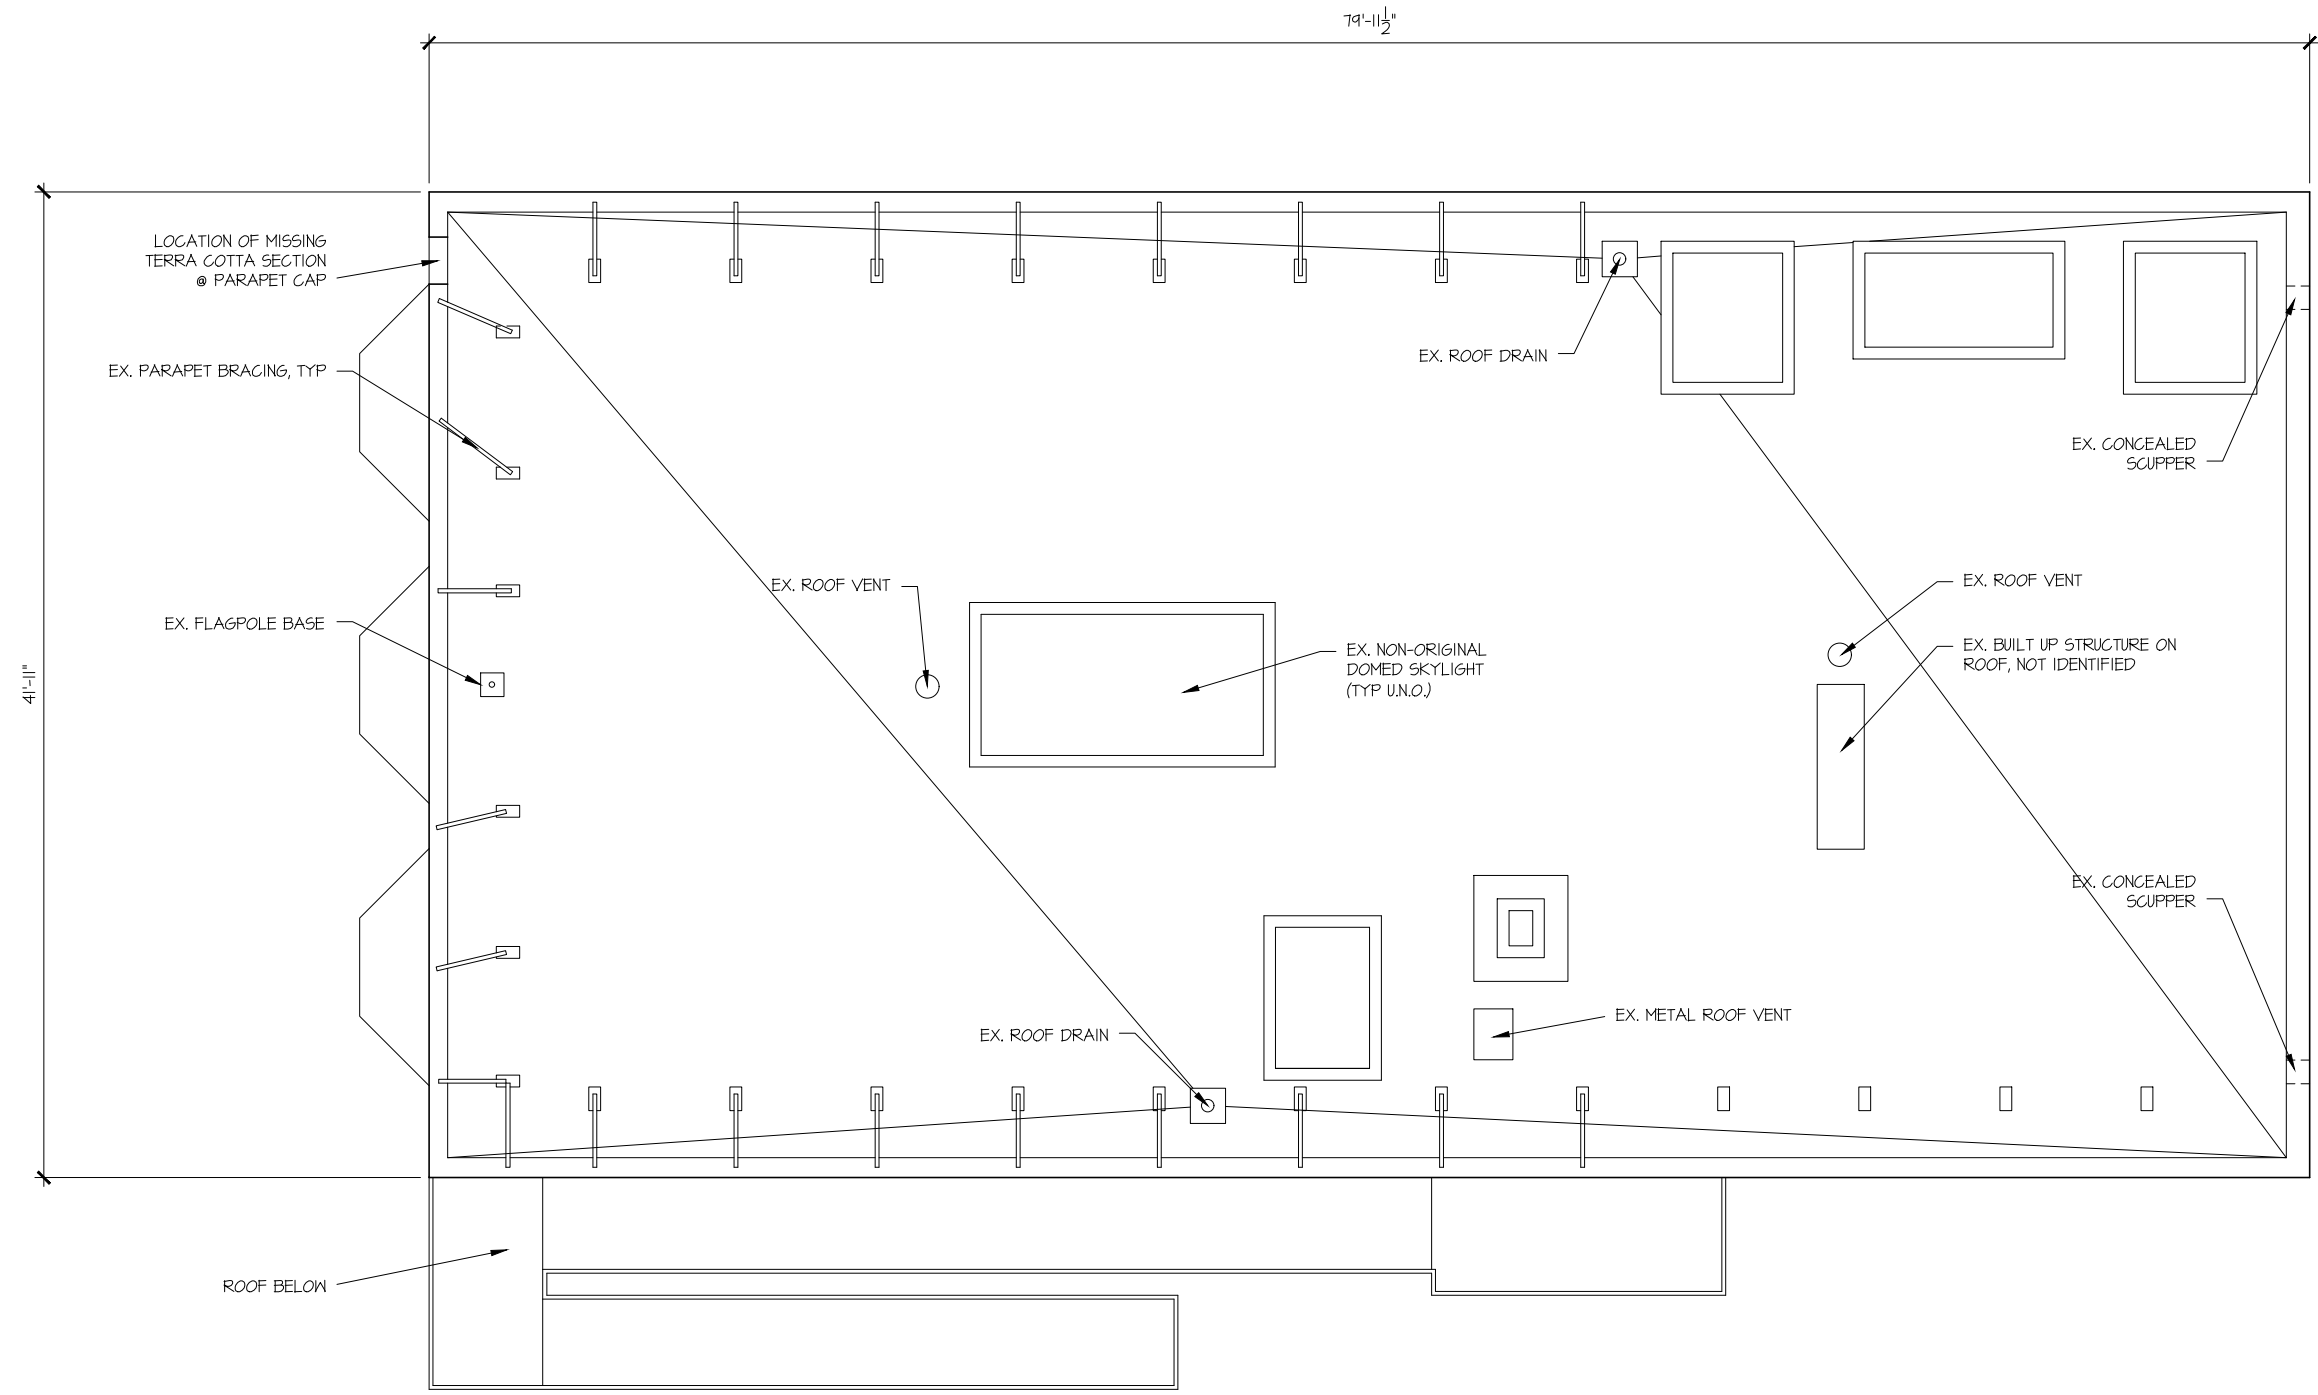 79'-11 1/2"
LOCATION OF MISSING
TERRA COTTA SECTION
@ PARAPET CAP
EX. PARAPET BRACING, TYP
EX. ROOF DRAIN
EX. CONCEALED
SCUPPER
EX. ROOF VENT
EX. ROOF VENT
EX. FLAGPOLE BASE
EX. NON-ORIGINAL
DOMED SKYLIGHT
(TYP U.N.O.)
EX. BUILT UP STRUCTURE ON
ROOF, NOT IDENTIFIED
41'-11"
EX. CONCEALED
SCUPPER
EX. METAL ROOF VENT
EX. ROOF DRAIN
ROOF BELOW